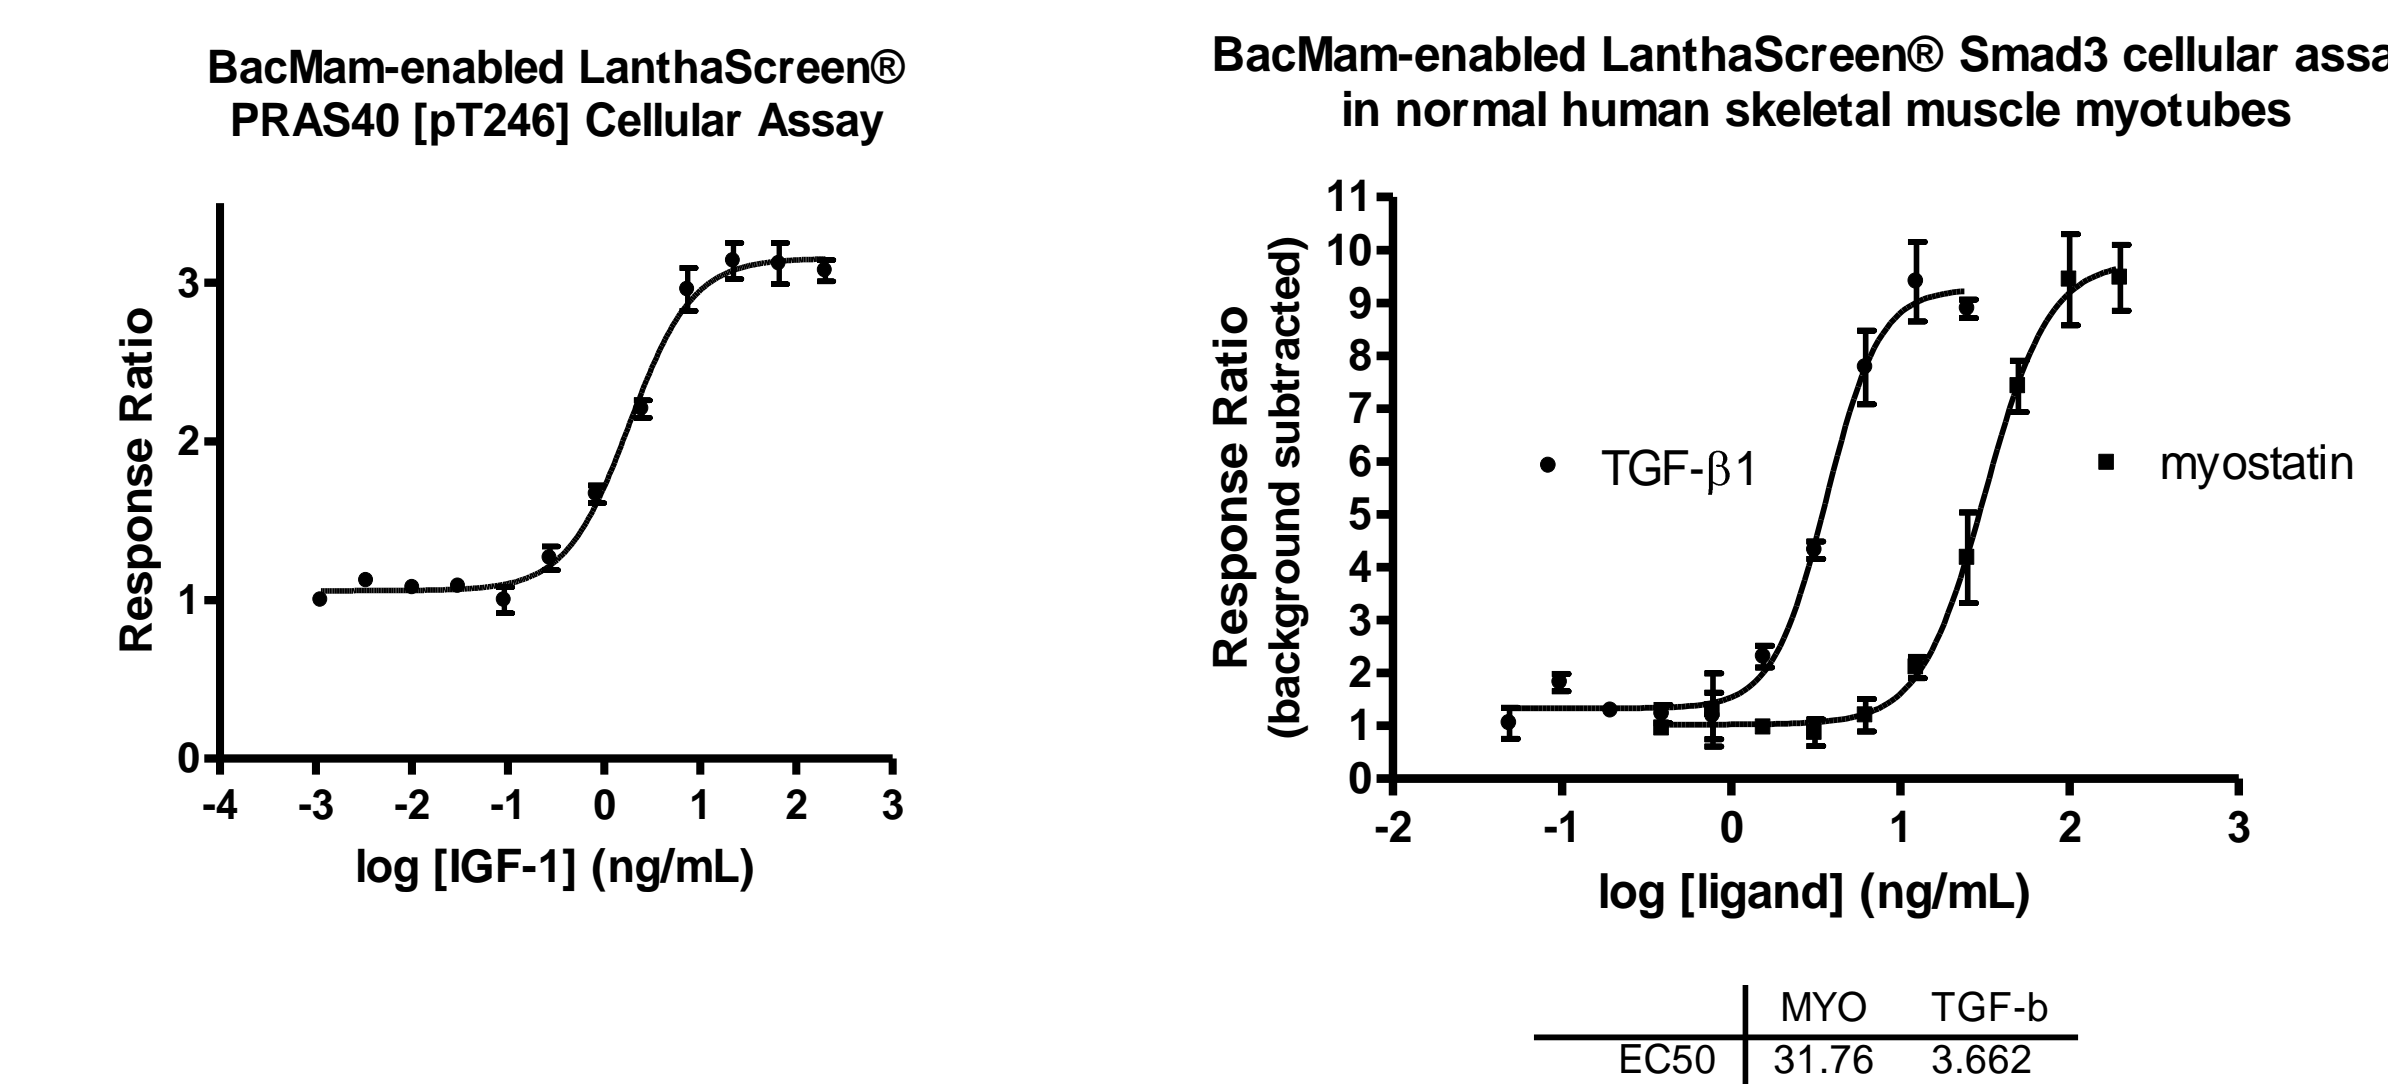 BacMam-enabled LanthaScreen®
PRAS40 [pT246] Cellular Assay
Response Ratio
3
2
1
0
-4 -3 -2 -1 0 1 2 3
log [IGF-1] (ng/mL)
BacMam-enabled LanthaScreen® Smad3 cellular assa
in normal human skeletal muscle myotubes
Response Ratio
(background subtracted)
11
10
9
8
7
6
5
4
3
2
1
0
TGF-β1
myostatin
-2 -1 0 1 2 3
log [ligand] (ng/mL)
MYO TGF-b
EC50 31.76 3.662